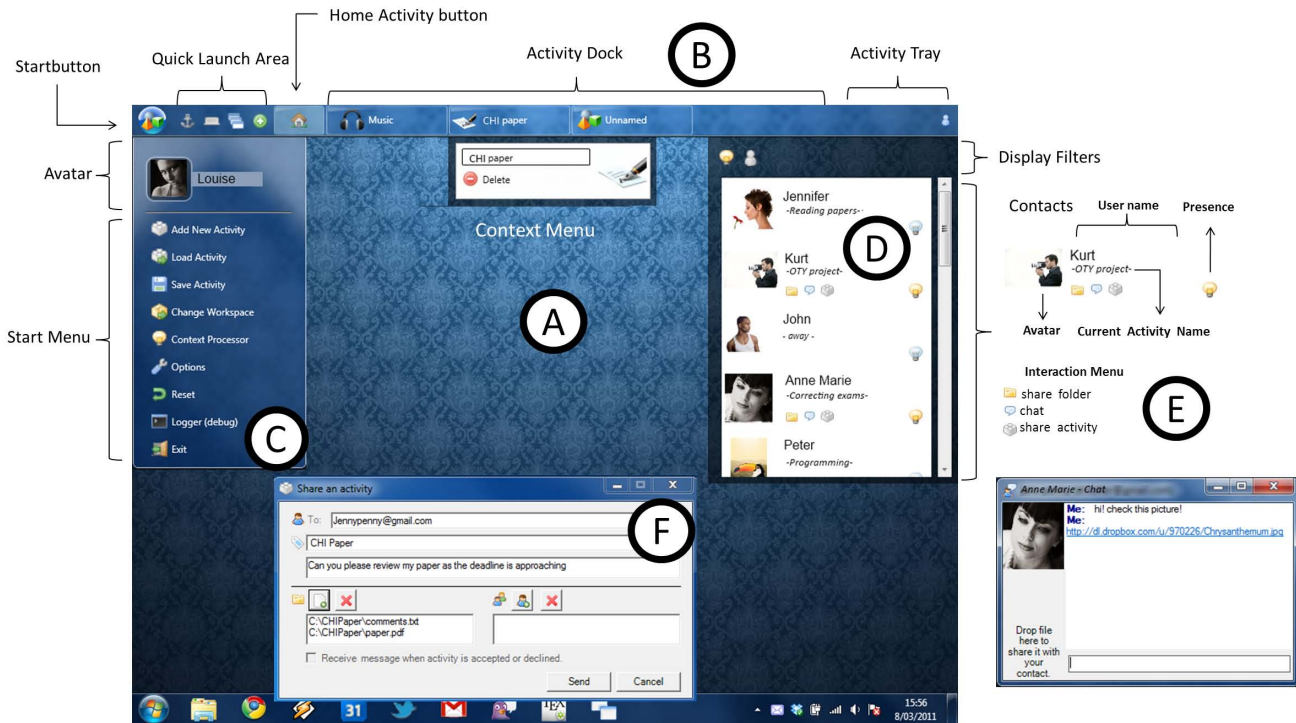 Home Activity button
Startbutton
Quick Launch Area
Activity Dock
B
Activity Tray
Music
CHI paper
Unnamed
Avatar
Louise
CHI paper
Delete
Context Menu
Display Filters
Start Menu
Add New Activity
Load Activity
Save Activity
Change Workspace
Context Processor
Options
Reset
Logger (debug)
Exit
C
A
Jennifer
-Reading papers-
D
Kurt
-OTY project-
John
- away -
Anne Marie
-Correcting exams-
Peter
-Programming-
Contacts
User name
Presence
Kurt
-OTY project-
Avatar
Current Activity Name
Interaction Menu
share folder
chat
share activity
E
Share an activity
To: Jennypenny@gmail.com
CHI Paper
Can you please review my paper as the deadline is approaching
F
C:\CHIPaper\comments.txt
C:\CHIPaper\paper.pdf
Receive message when activity is accepted or declined.
Send Cancel
Anne Marie - Chat
Me: hi! check this picture!
Me:
http://dl.dropbox.com/u/970226/Chrysanthemum.jpg
Drop file
here to
share it with
your
contact.
31
15:56
8/03/2011